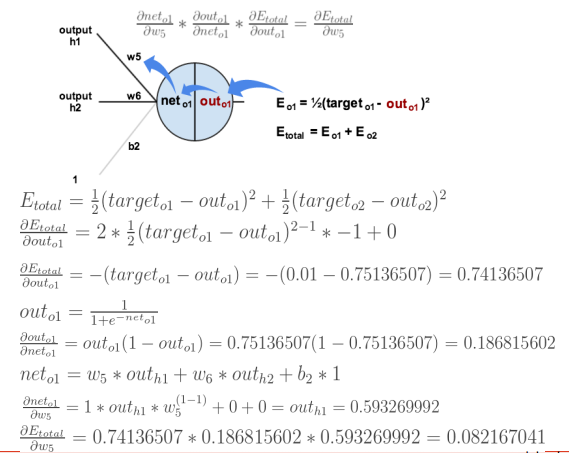 ∂net_o1/∂w5 * ∂out_o1/∂net_o1 * ∂E_total/∂out_o1 = ∂E_total/∂w5
output
h1
w5
output
h2
w6
net o1
out o1
E o1 = ½(target o1 - out o1)²
E total = E o1 + E o2
b2
1
E_total = 1/2(target_o1 − out_o1)² + 1/2(target_o2 − out_o2)²
∂E_total/∂out_o1 = 2 * 1/2(target_o1 − out_o1)^(2−1) * −1 + 0
∂E_total/∂out_o1 = −(target_o1 − out_o1) = −(0.01 − 0.75136507) = 0.74136507
out_o1 = 1/(1+e^(−net_o1))
∂out_o1/∂net_o1 = out_o1(1 − out_o1) = 0.75136507(1 − 0.75136507) = 0.186815602
net_o1 = w5 * out_h1 + w6 * out_h2 + b2 * 1
∂net_o1/∂w5 = 1 * out_h1 * w5^(1−1) + 0 + 0 = out_h1 = 0.593269992
∂E_total/∂w5 = 0.74136507 * 0.186815602 * 0.593269992 = 0.082167041